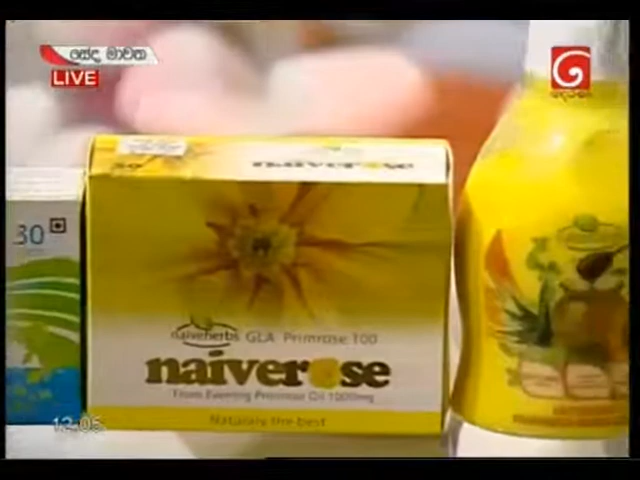 සේද මාවත
LIVE
දෙරණ
naiverose
30
naiveherbs GLA Primrose 100
naiverose
From Evening Primrose Oil 1000mg
Naturally the best
12:05